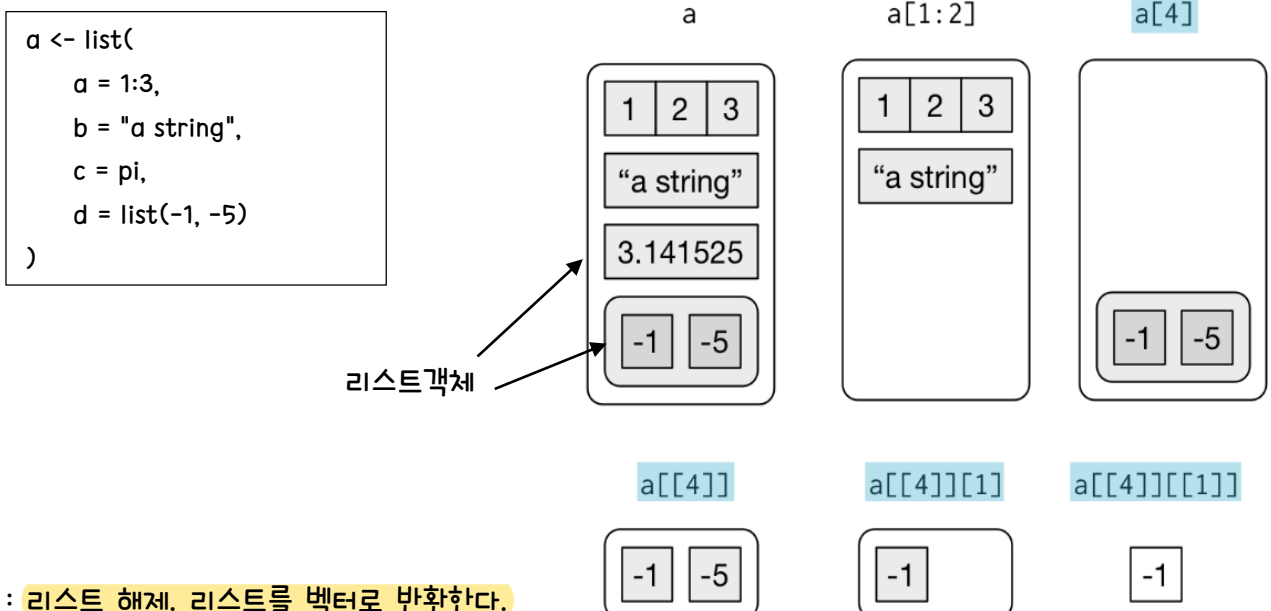 a <- list(
a = 1:3,
b = "a string",
c = pi,
d = list(-1, -5)
)
a
a[1:2]
a[4]
1 2 3
“a string”
3.141525
-1 -5
1 2 3
“a string”
-1 -5
리스트객체
a[[4]]
a[[4]][1]
a[[4]][[1]]
-1 -5
-1
-1
: 리스트 해제. 리스트를 벡터로 반환한다.